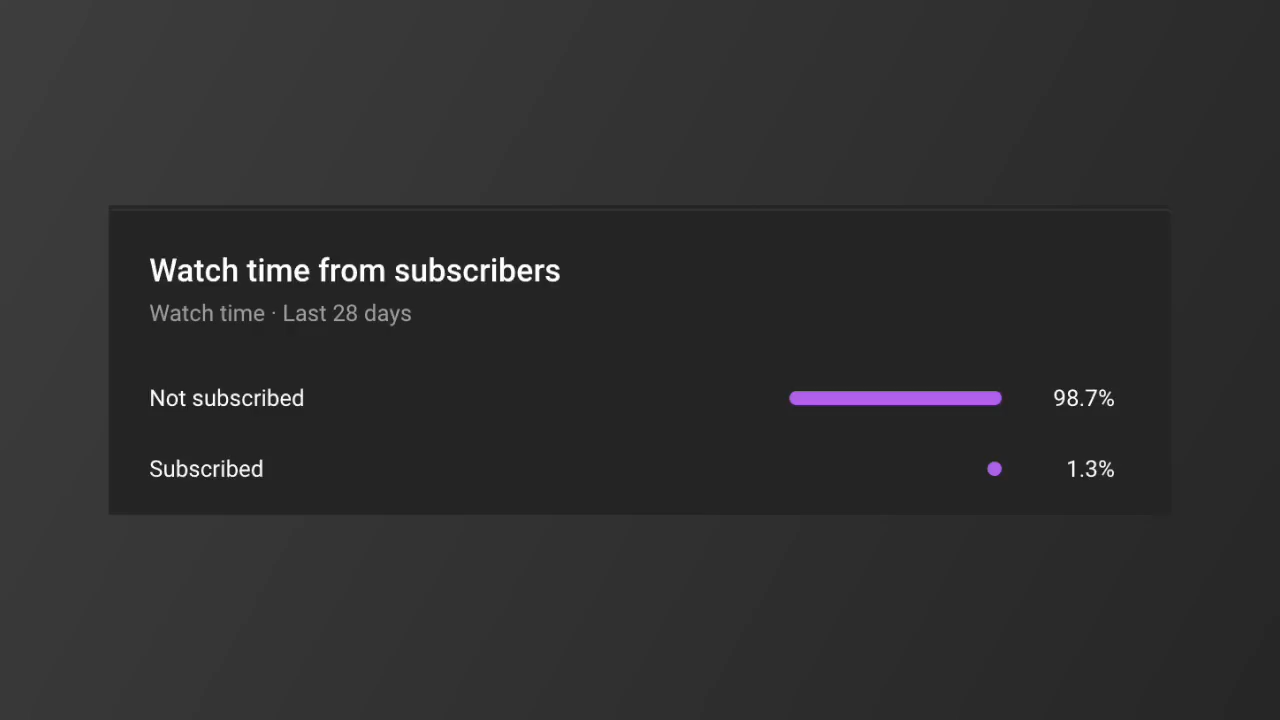 Watch time from subscribers
Watch time · Last 28 days
Not subscribed 98.7%
Subscribed 1.3%